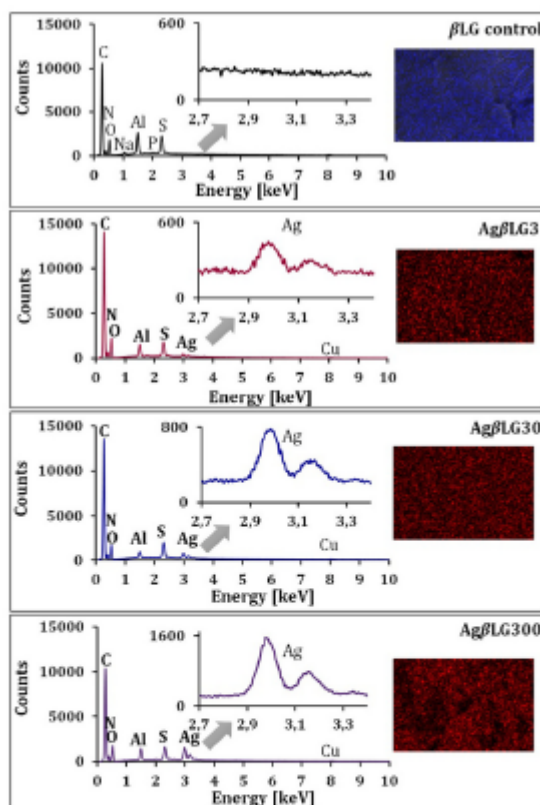 βLG control
15000
10000
5000
0
Counts
C
N
O
Na
Al
P
S
0 1 2 3 4 5 6 7 8 9 10
Energy [keV]
600
0
2,7 2,9 3,1 3,3
AgβLG3
15000
10000
5000
0
Counts
C
N
O
Al
S
Ag
Cu
0 1 2 3 4 5 6 7 8 9 10
Energy [keV]
600
0
Ag
2,7 2,9 3,1 3,3
AgβLG30
15000
10000
5000
0
Counts
C
N
O
Al
S
Ag
Cu
0 1 2 3 4 5 6 7 8 9 10
Energy [keV]
800
0
Ag
2,7 2,9 3,1 3,3
AgβLG300
15000
10000
5000
0
Counts
C
N
O
Al
S
Ag
Cu
0 1 2 3 4 5 6 7 8 9 10
Energy [keV]
1600
0
Ag
2,7 2,9 3,1 3,3